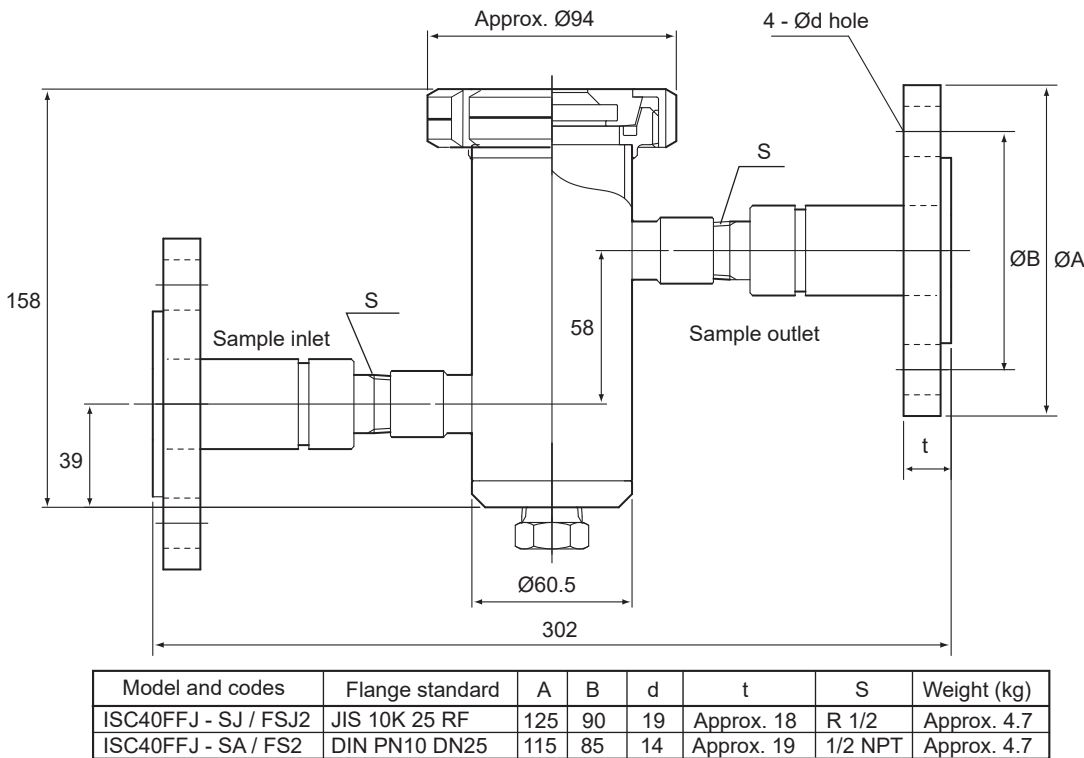 Approx. Ø94
4 - Ød hole
S
ØB
ØA
158
S
58
Sample inlet
Sample outlet
39
t
Ø60.5
302
Model and codes Flange standard A B d t S Weight (kg)
ISC40FFJ - SJ / FSJ2 JIS 10K 25 RF 125 90 19 Approx. 18 R 1/2 Approx. 4.7
ISC40FFJ - SA / FS2 DIN PN10 DN25 115 85 14 Approx. 19 1/2 NPT Approx. 4.7